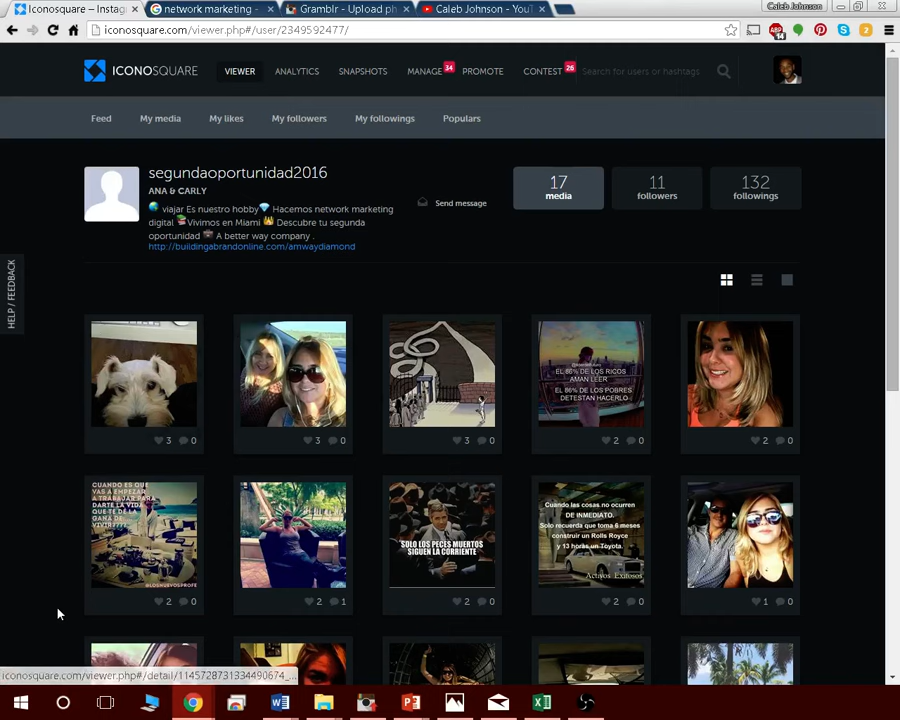 Iconosquare – Instag
network marketing -
Gramblr - Upload ph
Caleb Johnson - YouT
Caleb Johnson
iconosquare.com/viewer.php#/user/2349592477/
14
2
ICONOSQUARE
VIEWER
ANALYTICS
SNAPSHOTS
MANAGE
34
PROMOTE
CONTEST
26
Search for users or hashtags
Feed
My media
My likes
My followers
My followings
Populars
segundaoportunidad2016
ANA & CARLY
viajar Es nuestro hobby Hacemos network marketing
digital Vivimos en Miami Descubre tu segunda
oportunidad A better way company .
http://buildingabrandonline.com/amwaydiamond
Send message
17
media
11
followers
132
followings
HELP / FEEDBACK
EL 86% DE LOS RICOS
AMAN LEER
EL 86% DE LOS POBRES
DETESTAN HACERLO
3 0
3 0
3 0
2 0
2 0
CUANDO ES QUE
VAS A EMPEZAR
A TRABAJAR PARA
DARTE LA VIDA
QUE TE DE LA
GANA DE
VIVIR?????
@LOSNUEVOSPROFE
SOLO LOS PECES MUERTOS
SIGUEN LA CORRIENTE
Cuando las cosas no ocurren
DE INMEDIATO.
Solo recuerda que toma 6 meses
construir un Rolls Royce
y 13 horas un Toyota.
Activos Exitosos
2 0
2 1
2 0
2 0
1 0
iconosquare.com/viewer.php#/detail/1145728731334490674_...